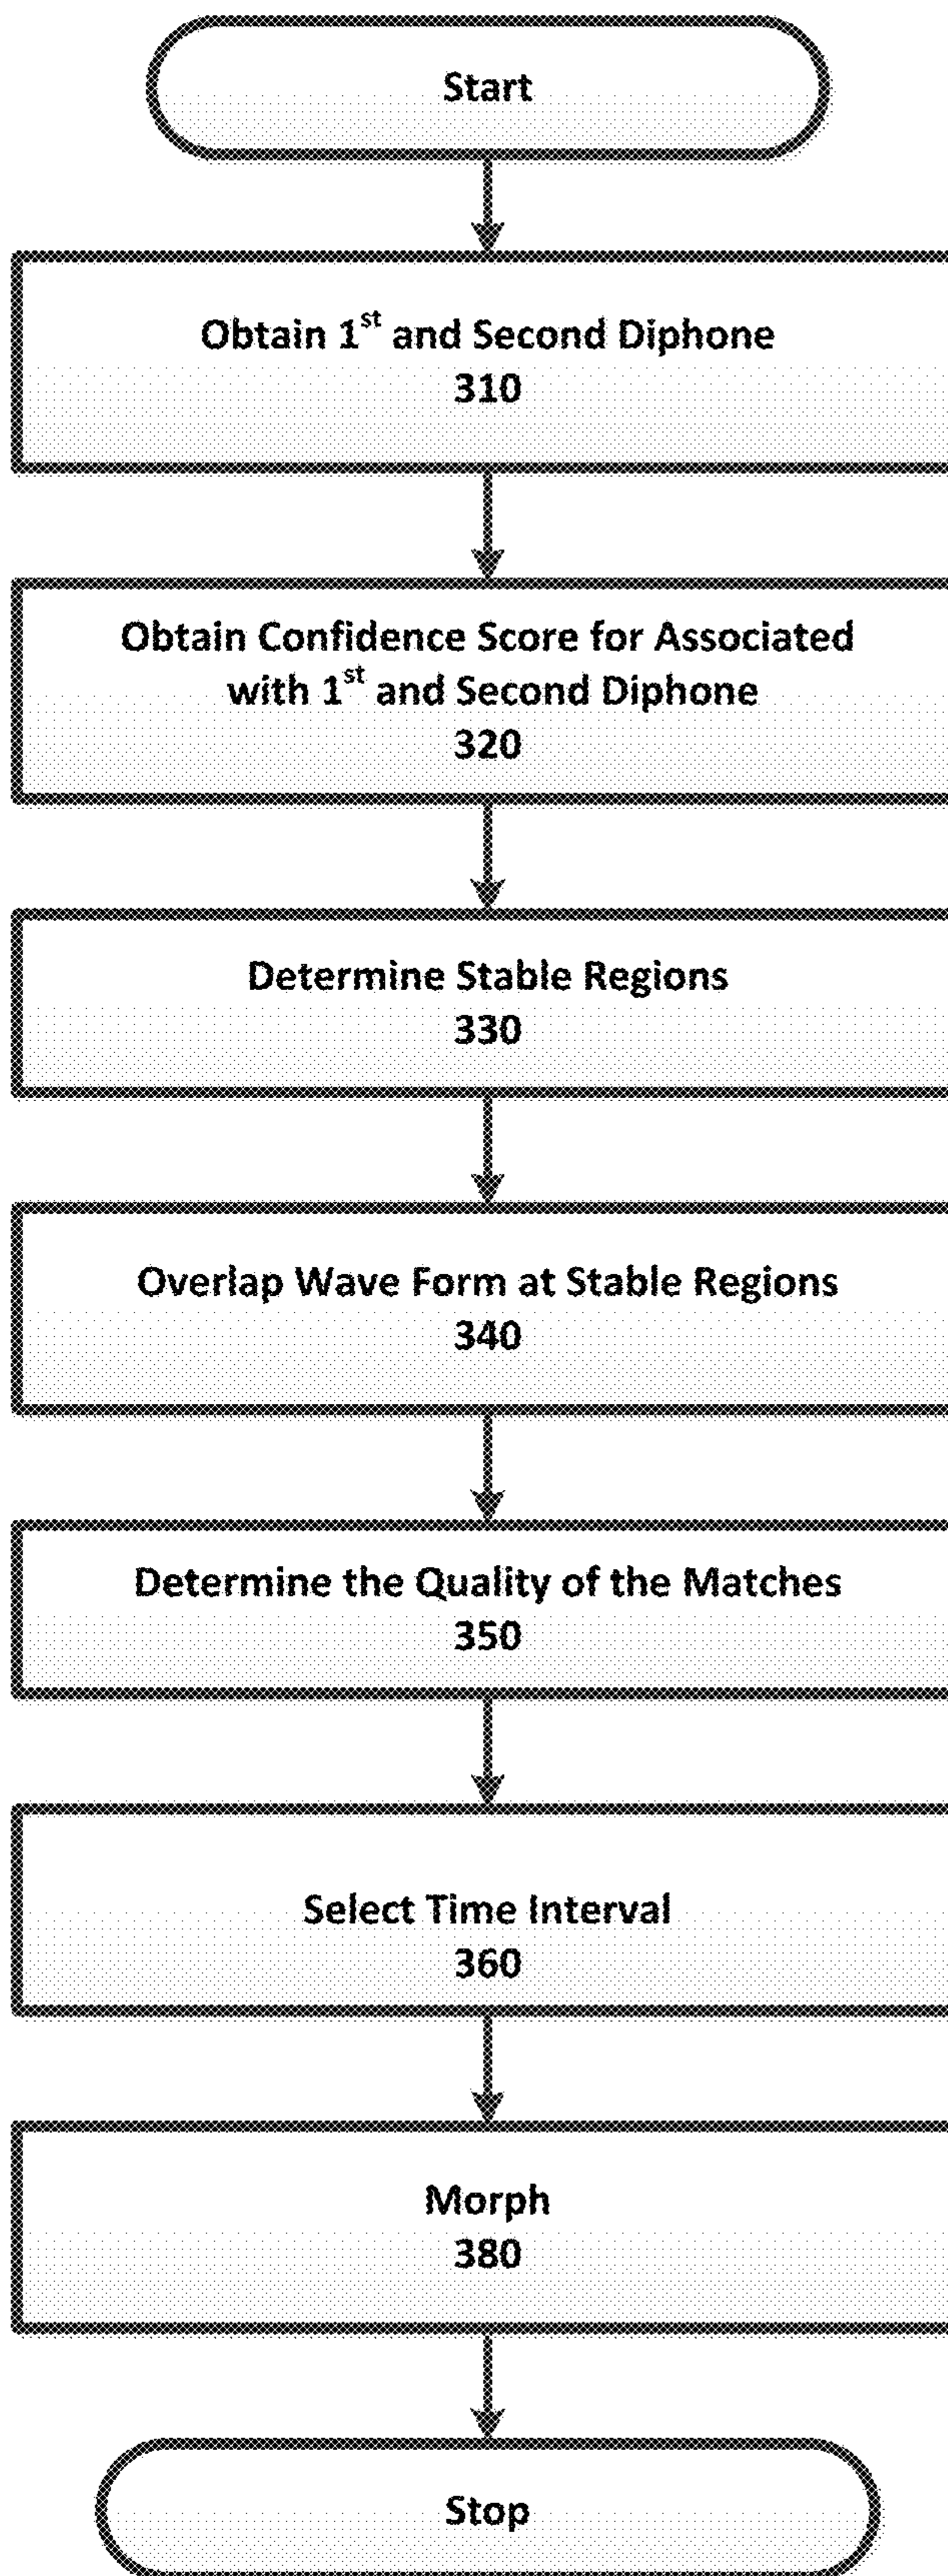 Start
Obtain 1st and Second Diphone
310
Obtain Confidence Score for Associated
with 1st and Second Diphone
320
Determine Stable Regions
330
Overlap Wave Form at Stable Regions
340
Determine the Quality of the Matches
350
Select Time Interval
360
Morph
380
Stop